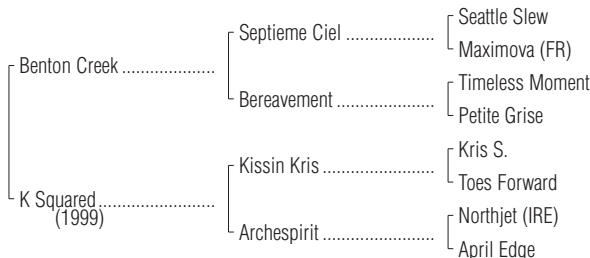 Seattle Slew
Septieme Ciel ..................
Maximova (FR)
Benton Creek ....................
Timeless Moment
Bereavement ....................
Petite Grise
Kris S.
Kissin Kris .......................
Toes Forward
K Squared.........................
(1999)
Northjet (IRE)
Archespirit .......................
April Edge